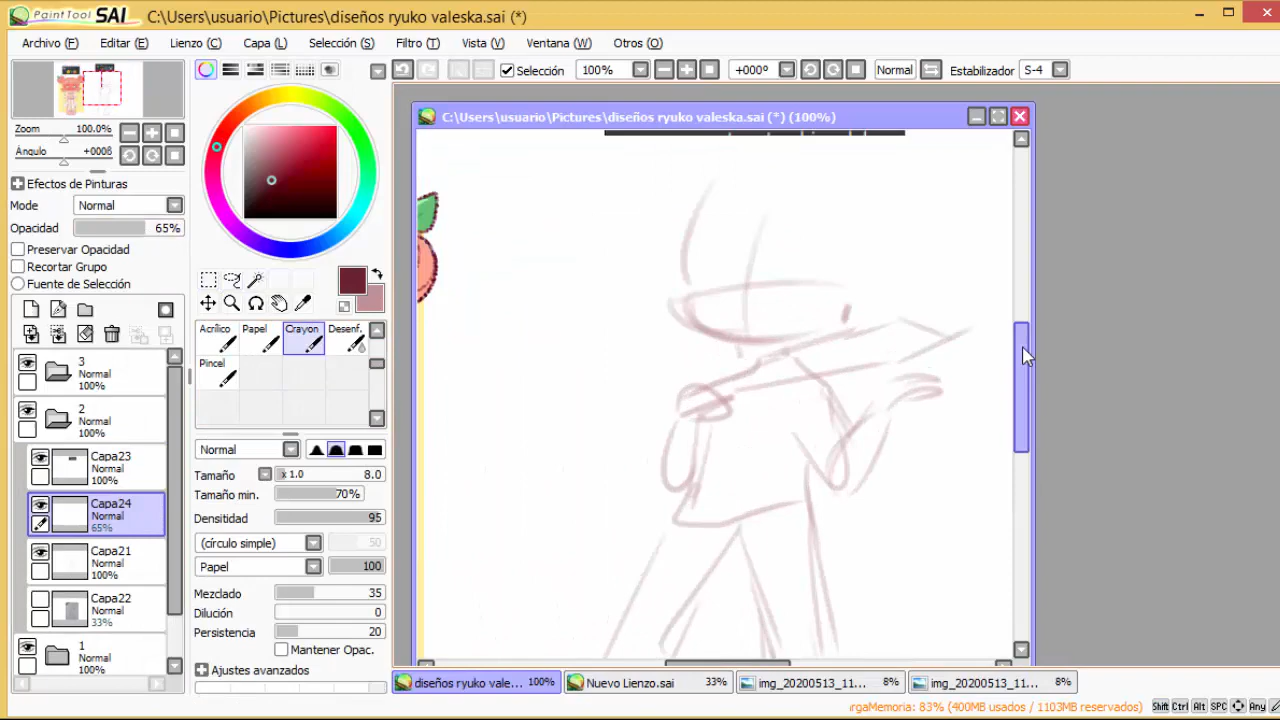 PaintTool SAI C:\Users\usuario\Pictures\diseños ryuko valeska.sai (*)
Archivo (F) Editar (E) Lienzo (C) Capa (L) Selección (S) Filtro (T) Vista (V) Ventana (W) Otros (O)
Selección 100% +000º Normal Estabilizador S-4
Zoom 100.0%
Ángulo +0008
Efectos de Pinturas
Mode Normal
Opacidad 65%
Preservar Opacidad
Recortar Grupo
Fuente de Selección
3
Normal
100%
2
Normal
100%
Capa23
Normal
100%
Capa24
Normal
65%
Capa21
Normal
100%
Capa22
Normal
33%
1
Normal
100%
Acrílico Papel Crayon Desenf.
Pincel
Normal
Tamaño x 1.0 8.0
Tamaño min. 70%
Densitidad 95
(círculo simple) 50
Papel 100
Mezclado 35
Dilución 0
Persistencia 20
Mantener Opac.
Ajustes avanzados
C:\Users\usuario\Pictures\diseños ryuko valeska.sai (*) (100%)
diseños ryuko vale... 100% Nuevo Lienzo.sai 33% img_20200513_11... 8% img_20200513_11... 8%
ırgaMemoria: 83% (400MB usados / 1103MB reservados) Shift Ctrl Alt SPC Any